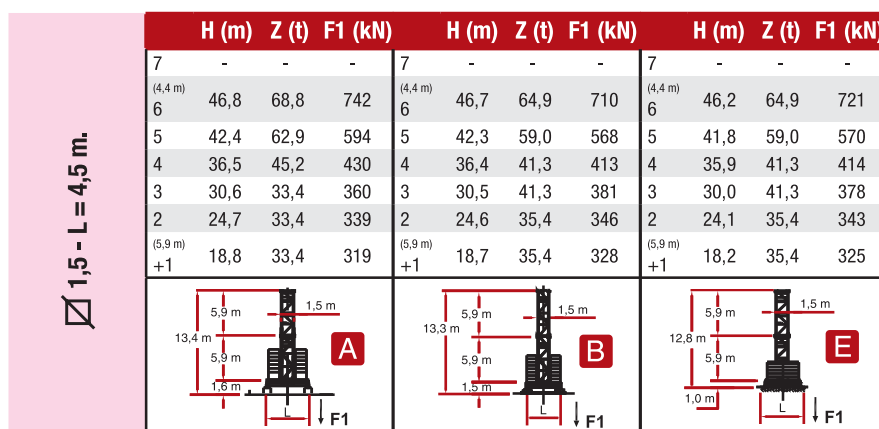 1,5 - L = 4,5 m.
H (m) Z (t) F1 (kN) H (m) Z (t) F1 (kN) H (m) Z (t) F1 (kN)
7 - - - 7 - - - 7 - - -
(4,4 m) (4,4 m) (4,4 m)
6 46,8 68,8 742 6 46,7 64,9 710 6 46,2 64,9 721
5 42,4 62,9 594 5 42,3 59,0 568 5 41,8 59,0 570
4 36,5 45,2 430 4 36,4 41,3 413 4 35,9 41,3 414
3 30,6 33,4 360 3 30,5 41,3 381 3 30,0 41,3 378
2 24,7 33,4 339 2 24,6 35,4 346 2 24,1 35,4 343
(5,9 m) (5,9 m) (5,9 m)
+1 18,8 33,4 319 +1 18,7 35,4 328 +1 18,2 35,4 325
5,9 m 1,5 m
13,4 m
A
5,9 m
1,6 m
L F1
5,9 m 1,5 m
13,3 m
B
5,9 m
1.5 m
L F1
5,9 m 1,5 m
12,8 m
E
5,9 m
1,0 m
L F1